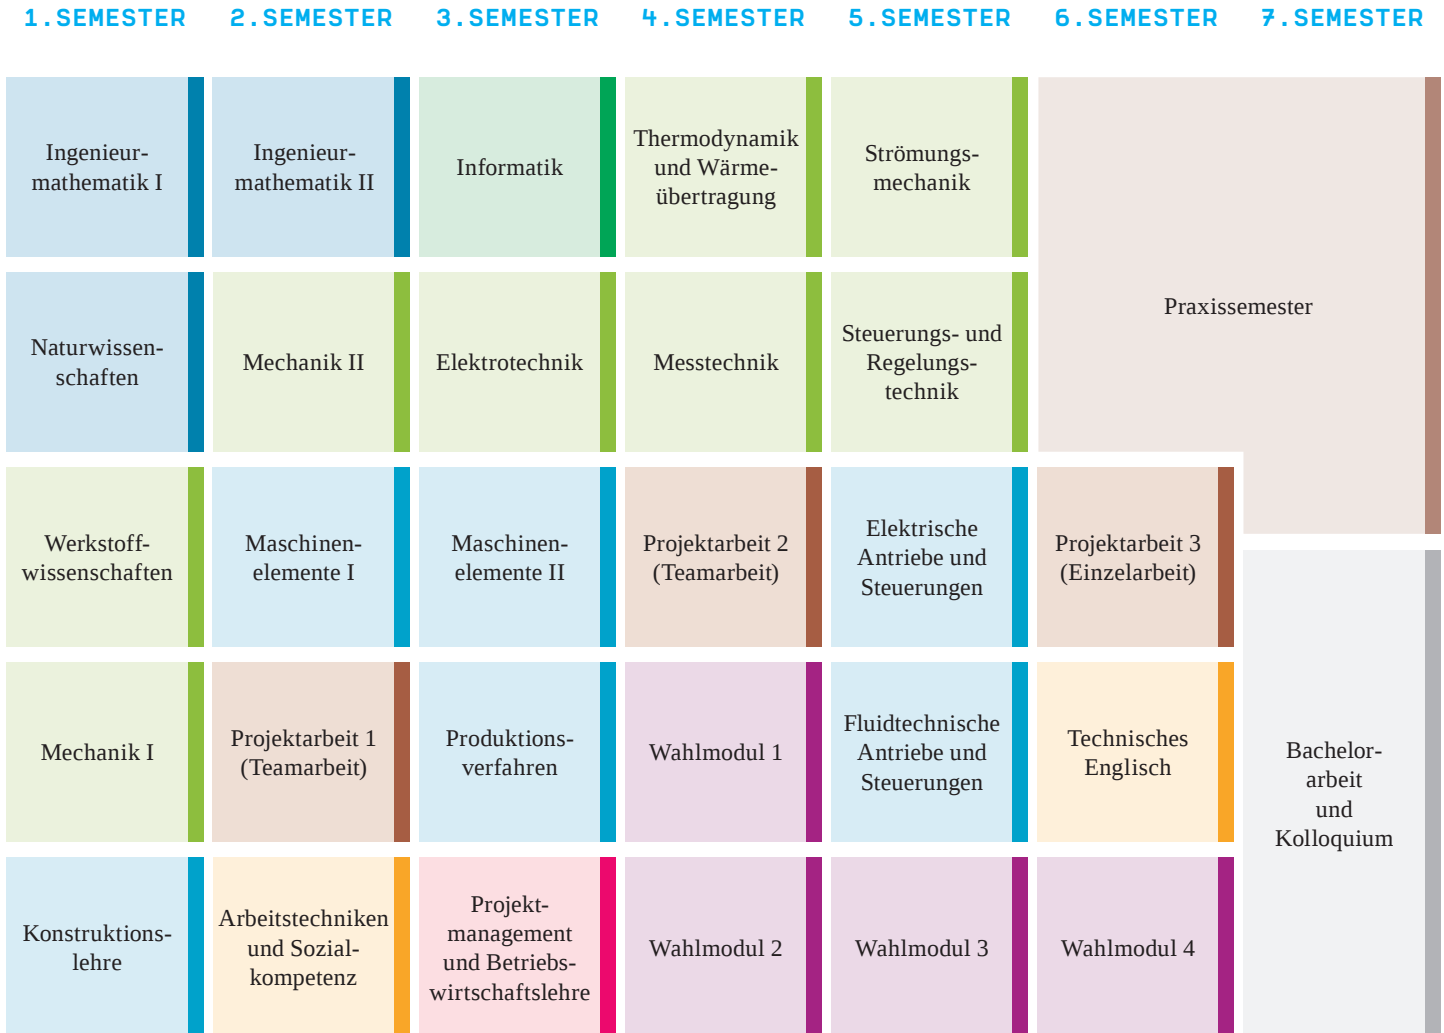 1.SEMESTER
2.SEMESTER
3.SEMESTER
4.SEMESTER
5.SEMESTER
6.SEMESTER
7.SEMESTER
Ingenieur-
mathematik I
Ingenieur-
mathematik II
Informatik
Thermodynamik
und Wärme-
übertragung
Strömungs-
mechanik
Praxissemester
Naturwissen-
schaften
Mechanik II
Elektrotechnik
Messtechnik
Steuerungs- und
Regelungs-
technik
Werkstoff-
wissenschaften
Maschinen-
elemente I
Maschinen-
elemente II
Projektarbeit 2
(Teamarbeit)
Elektrische
Antriebe und
Steuerungen
Projektarbeit 3
(Einzelarbeit)
Mechanik I
Projektarbeit 1
(Teamarbeit)
Produktions-
verfahren
Wahlmodul 1
Fluidtechnische
Antriebe und
Steuerungen
Technisches
Englisch
Bachelor-
arbeit
und
Kolloquium
Konstruktions-
lehre
Arbeitstechniken
und Sozial-
kompetenz
Projekt-
management
und Betriebs-
wirtschaftslehre
Wahlmodul 2
Wahlmodul 3
Wahlmodul 4